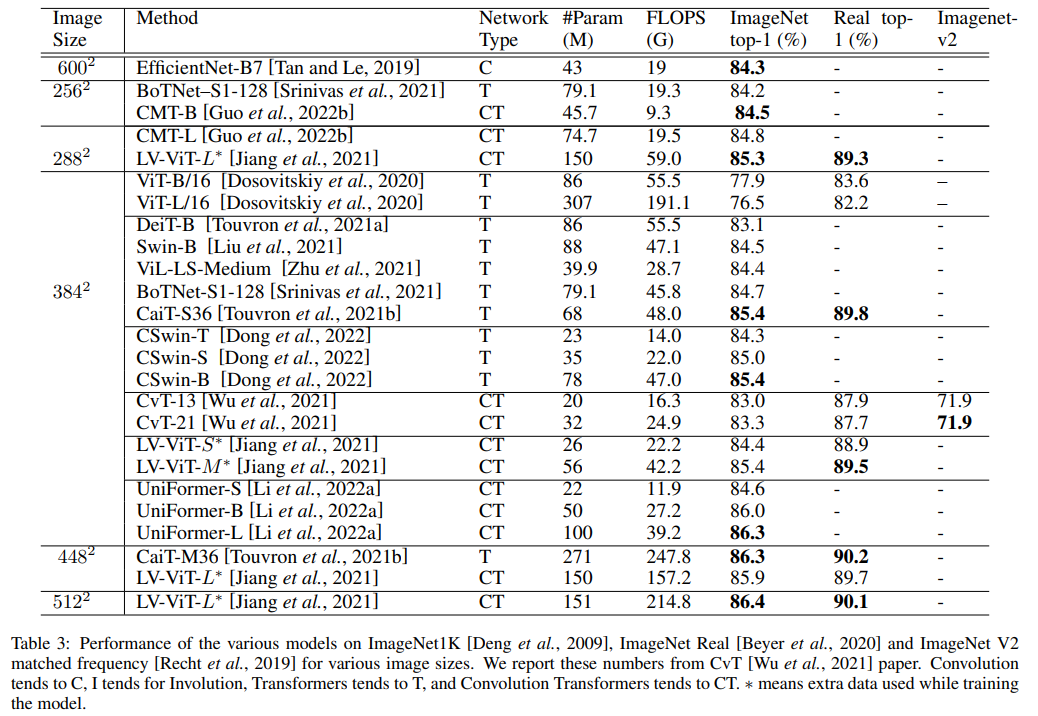 Image Size Method Network Type #Param (M) FLOPS (G) ImageNet top-1 (%) Real top-1 (%) Imagenet-v2
600² EfficientNet-B7 [Tan and Le, 2019] C 43 19 84.3 - -
256² BoTNet–S1-128 [Srinivas et al., 2021] T 79.1 19.3 84.2 - -
CMT-B [Guo et al., 2022b] CT 45.7 9.3 84.5 - -
CMT-L [Guo et al., 2022b] CT 74.7 19.5 84.8 - -
288² LV-ViT-L* [Jiang et al., 2021] CT 150 59.0 85.3 89.3 -
ViT-B/16 [Dosovitskiy et al., 2020] T 86 55.5 77.9 83.6 –
ViT-L/16 [Dosovitskiy et al., 2020] T 307 191.1 76.5 82.2 –
DeiT-B [Touvron et al., 2021a] T 86 55.5 83.1 - -
Swin-B [Liu et al., 2021] T 88 47.1 84.5 - -
ViL-LS-Medium [Zhu et al., 2021] T 39.9 28.7 84.4 - -
384² BoTNet-S1-128 [Srinivas et al., 2021] T 79.1 45.8 84.7 - -
CaiT-S36 [Touvron et al., 2021b] T 68 48.0 85.4 89.8 -
CSwin-T [Dong et al., 2022] T 23 14.0 84.3 - -
CSwin-S [Dong et al., 2022] T 35 22.0 85.0 - -
CSwin-B [Dong et al., 2022] T 78 47.0 85.4 - -
CvT-13 [Wu et al., 2021] CT 20 16.3 83.0 87.9 71.9
CvT-21 [Wu et al., 2021] CT 32 24.9 83.3 87.7 71.9
LV-ViT-S* [Jiang et al., 2021] CT 26 22.2 84.4 88.9 -
LV-ViT-M* [Jiang et al., 2021] CT 56 42.2 85.4 89.5 -
UniFormer-S [Li et al., 2022a] CT 22 11.9 84.6 - -
UniFormer-B [Li et al., 2022a] CT 50 27.2 86.0 - -
UniFormer-L [Li et al., 2022a] CT 100 39.2 86.3 - -
448² CaiT-M36 [Touvron et al., 2021b] T 271 247.8 86.3 90.2 -
LV-ViT-L* [Jiang et al., 2021] CT 150 157.2 85.9 89.7 -
512² LV-ViT-L* [Jiang et al., 2021] CT 151 214.8 86.4 90.1 -
Table 3: Performance of the various models on ImageNet1K [Deng et al., 2009], ImageNet Real [Beyer et al., 2020] and ImageNet V2
matched frequency [Recht et al., 2019] for various image sizes. We report these numbers from CvT [Wu et al., 2021] paper. Convolution
tends to C, I tends for Involution, Transformers tends to T, and Convolution Transformers tends to CT. * means extra data used while training
the model.